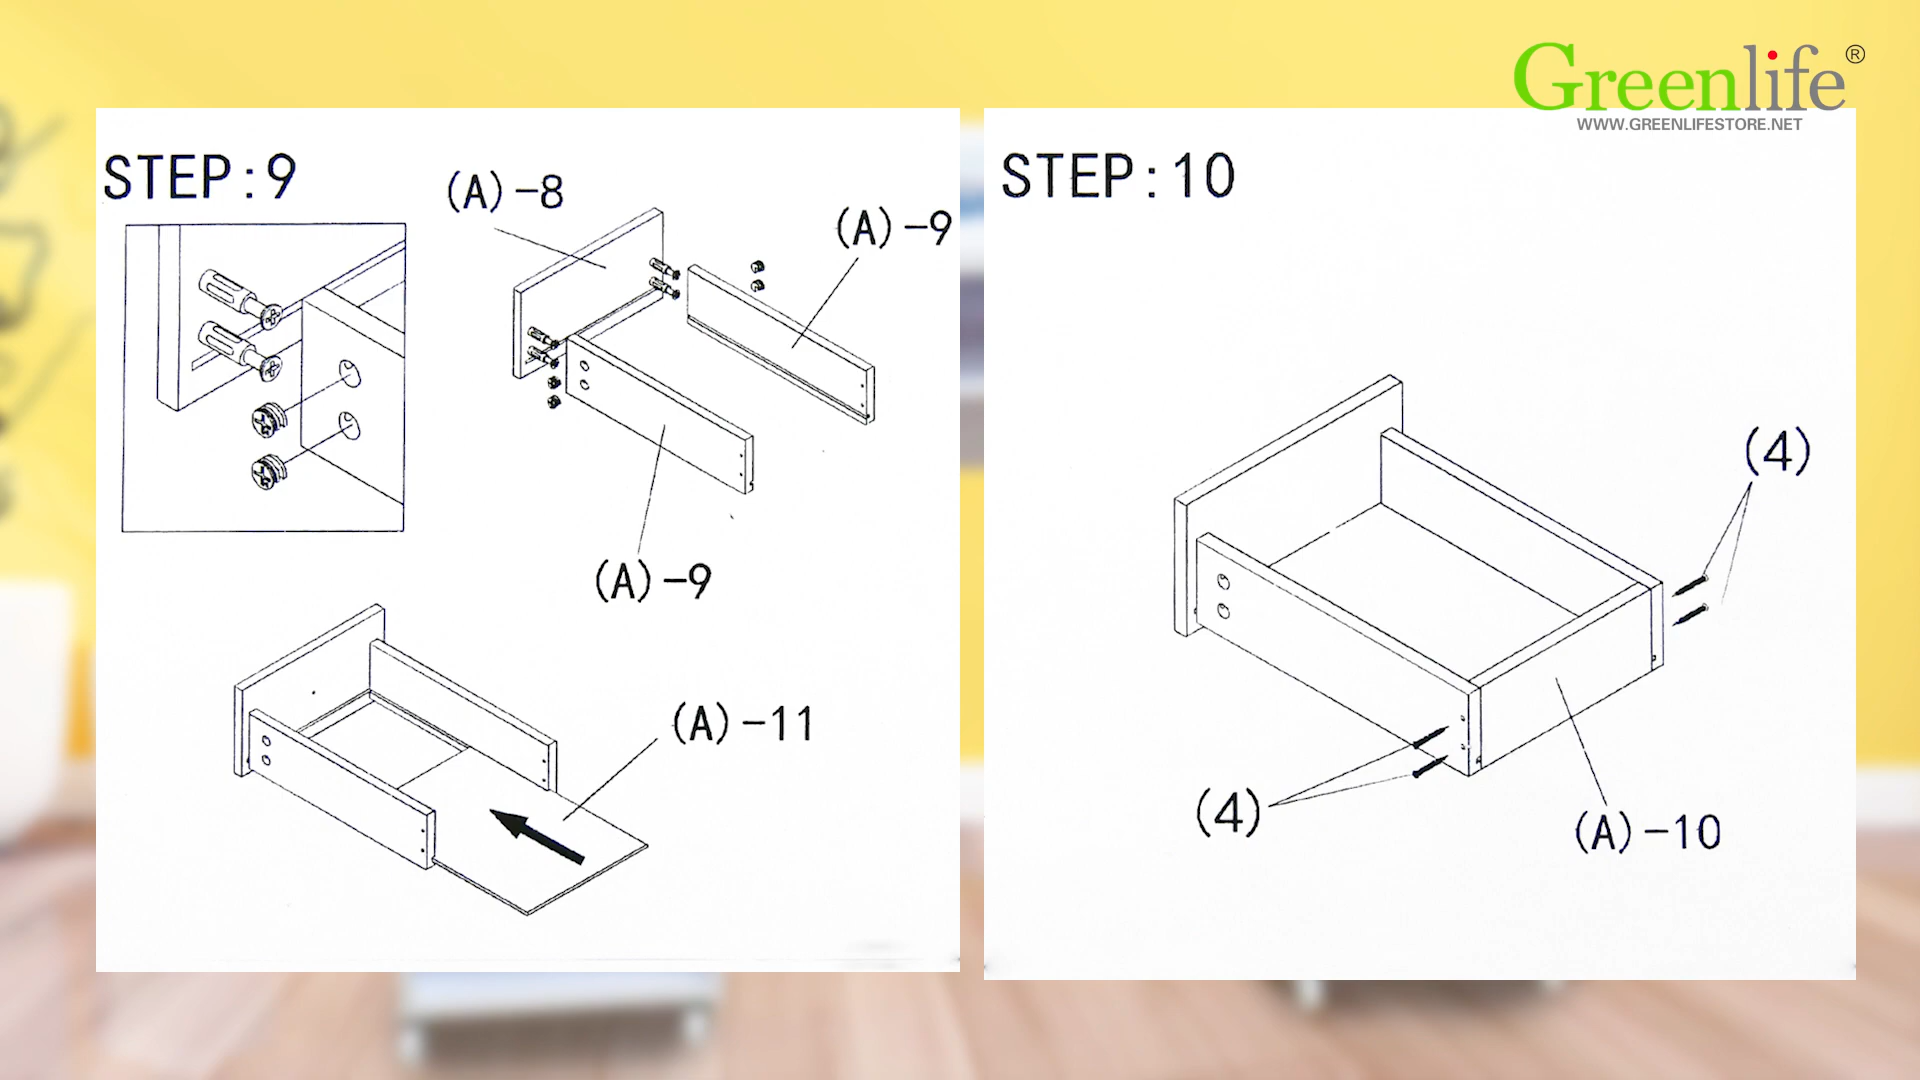 Greenlife®
WWW.GREENLIFESTORE.NET
STEP:9
(A)-8
(A)-9
(A)-9
(A)-11
STEP:10
(4)
(4)
(A)-10